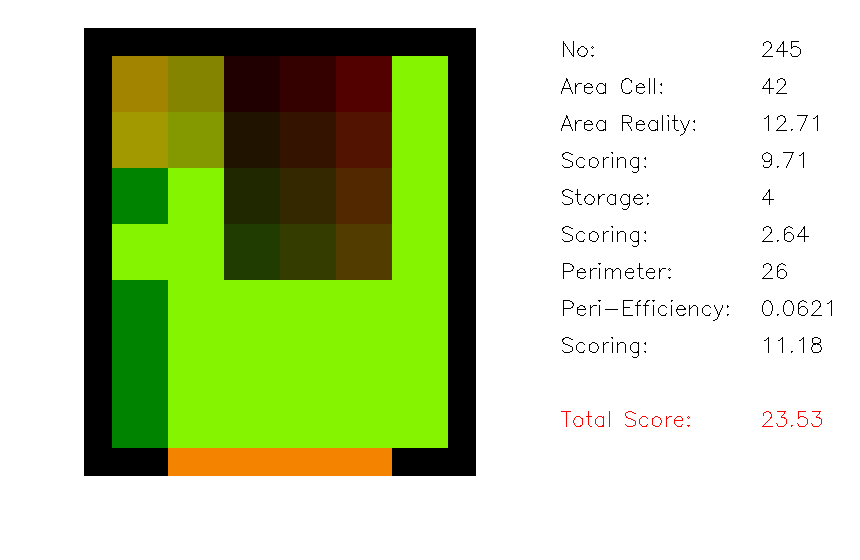 No: 245
Area Cell: 42
Area Reality: 12.71
Scoring: 9.71
Storage: 4
Scoring: 2.64
Perimeter: 26
Peri-Efficiency: 0.0621
Scoring: 11.18
Total Score: 23.53